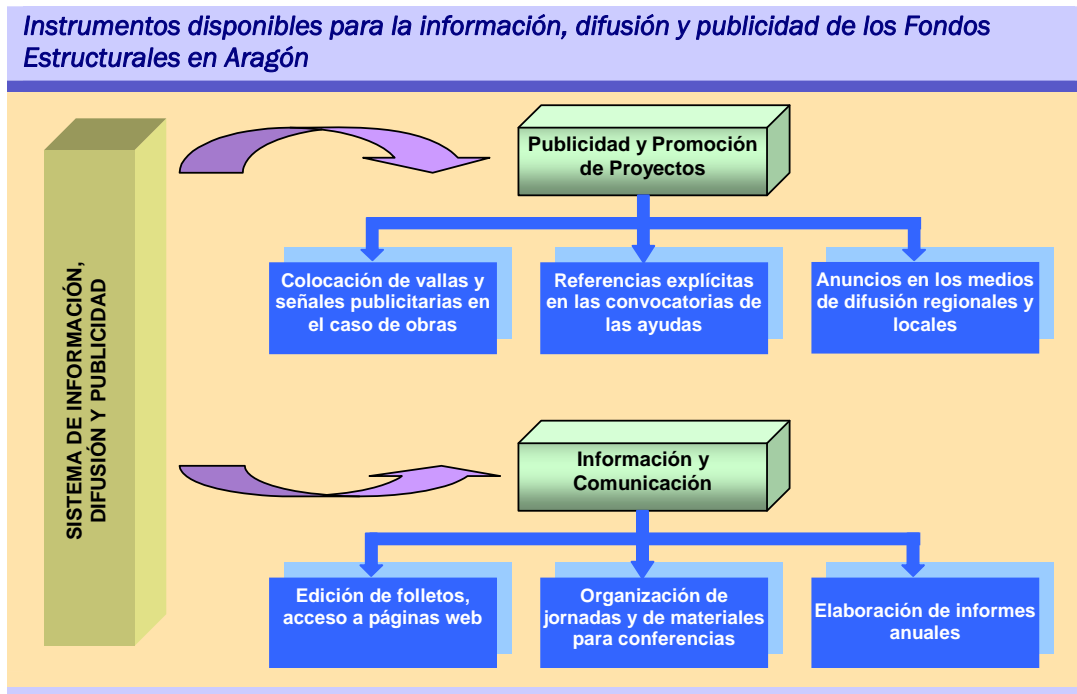 Instrumentos disponibles para la información, difusión y publicidad de los Fondos
Estructurales en Aragón
SISTEMA DE INFORMACIÓN,
DIFUSIÓN Y PUBLICIDAD
Publicidad y Promoción
de Proyectos
Colocación de vallas y
señales publicitarias en
el caso de obras
Referencias explícitas
en las convocatorias de
las ayudas
Anuncios en los medios
de difusión regionales y
locales
Información y
Comunicación
Edición de folletos,
acceso a páginas web
Organización de
jornadas y de materiales
para conferencias
Elaboración de informes
anuales